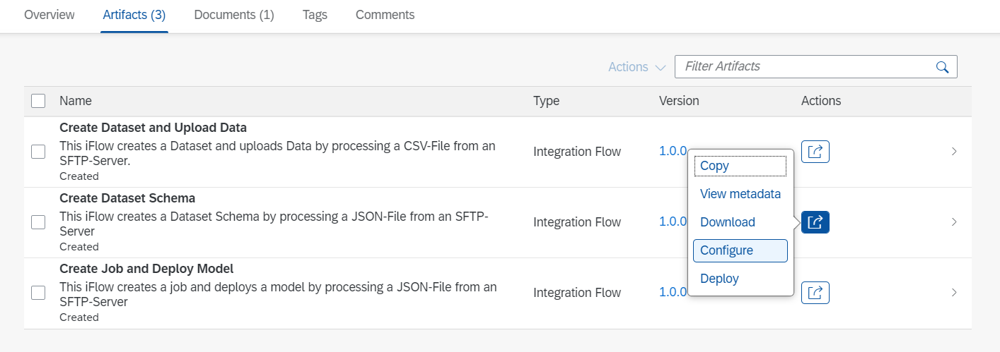 Overview Artifacts (3) Documents (1) Tags Comments
Actions Filter Artifacts
Name Type Version Actions
Create Dataset and Upload Data
This iFlow creates a Dataset and uploads Data by processing a CSV-File from an
SFTP-Server.
Created
Integration Flow 1.0.0
Create Dataset Schema
This iFlow creates a Dataset Schema by processing a JSON-File from an SFTP-
Server
Created
Integration Flow 1.0.0
Create Job and Deploy Model
This iFlow creates a job and deploys a model by processing a JSON-File from an
SFTP-Server
Created
Integration Flow 1.0.0
Copy
View metadata
Download
Configure
Deploy